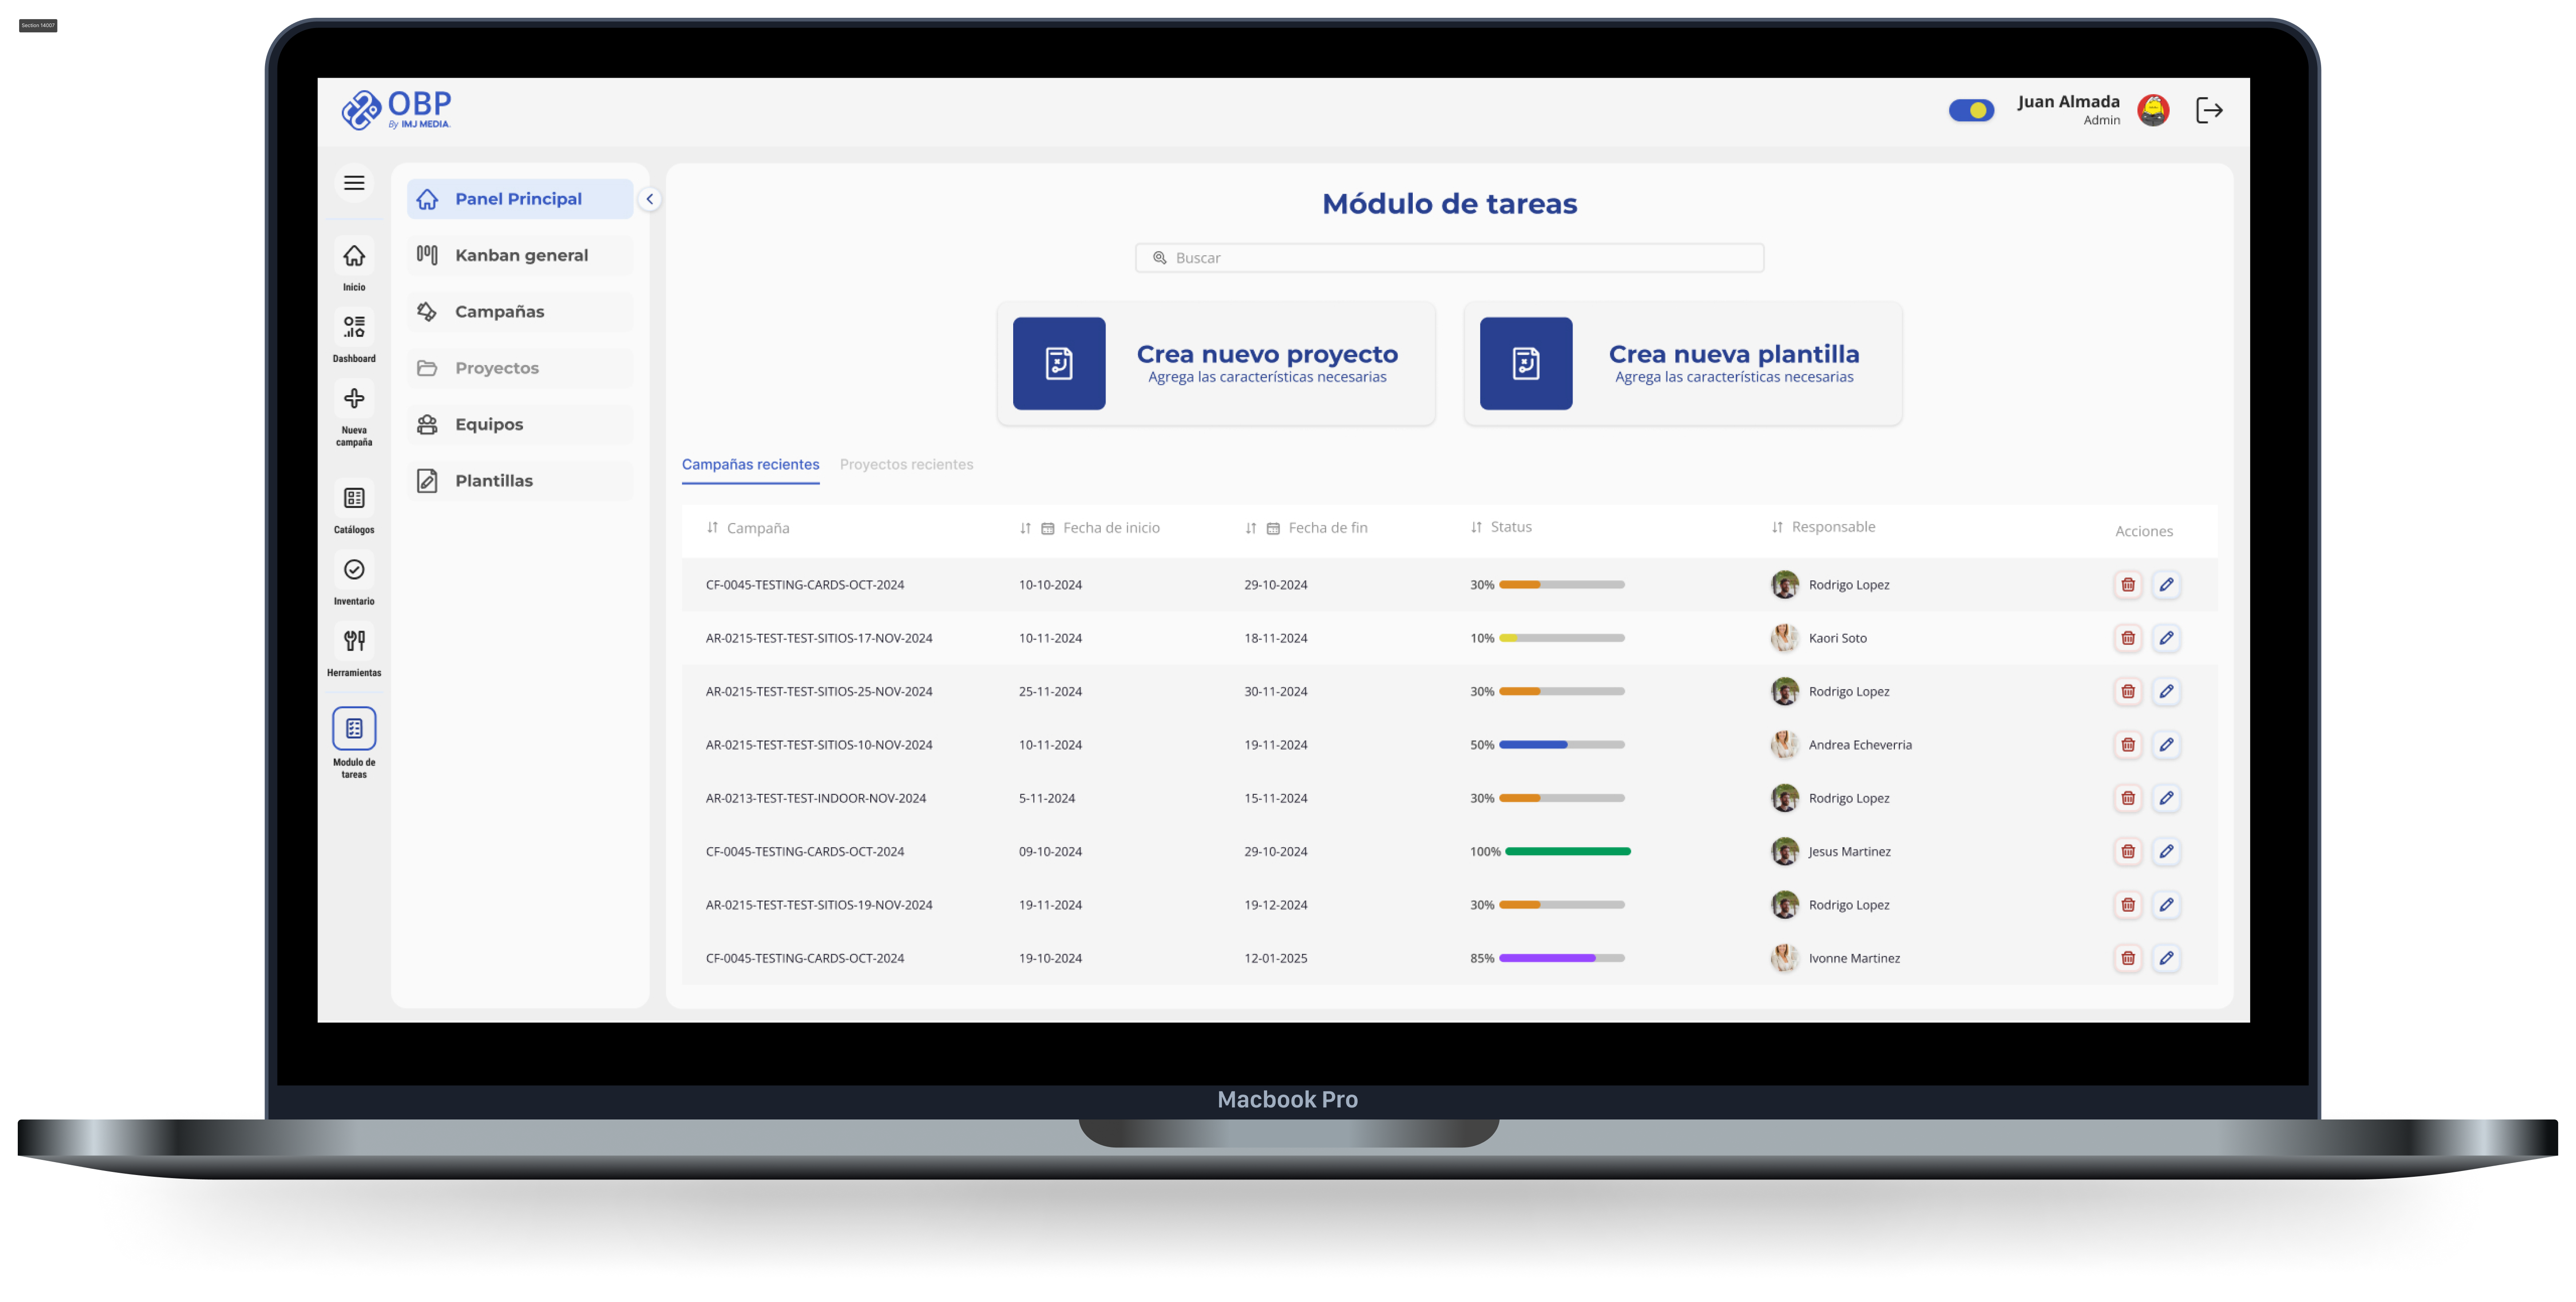 Section 14007
OBP
By IMJ MEDIA.
Juan Almada
Admin
Inicio
Dashboard
Nueva
campaña
Catálogos
Inventario
Herramientas
Modulo de
tareas
Panel Principal
Kanban general
Campañas
Proyectos
Equipos
Plantillas
Módulo de tareas
Buscar
Crea nuevo proyecto
Agrega las características necesarias
Crea nueva plantilla
Agrega las características necesarias
Campañas recientes Proyectos recientes
Campaña Fecha de inicio Fecha de fin Status Responsable Acciones
CF-0045-TESTING-CARDS-OCT-2024 10-10-2024 29-10-2024 30% Rodrigo Lopez
AR-0215-TEST-TEST-SITIOS-17-NOV-2024 10-11-2024 18-11-2024 10% Kaori Soto
AR-0215-TEST-TEST-SITIOS-25-NOV-2024 25-11-2024 30-11-2024 30% Rodrigo Lopez
AR-0215-TEST-TEST-SITIOS-10-NOV-2024 10-11-2024 19-11-2024 50% Andrea Echeverria
AR-0213-TEST-TEST-INDOOR-NOV-2024 5-11-2024 15-11-2024 30% Rodrigo Lopez
CF-0045-TESTING-CARDS-OCT-2024 09-10-2024 29-10-2024 100% Jesus Martinez
AR-0215-TEST-TEST-SITIOS-19-NOV-2024 19-11-2024 19-12-2024 30% Rodrigo Lopez
CF-0045-TESTING-CARDS-OCT-2024 19-10-2024 12-01-2025 85% Ivonne Martinez
Macbook Pro